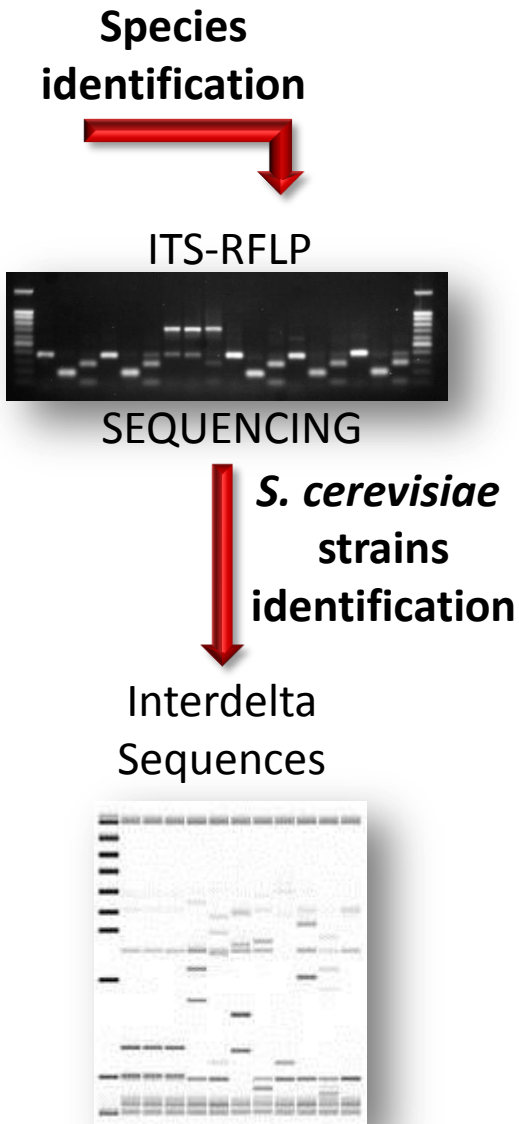 Species
identification
ITS-RFLP
SEQUENCING
S. cerevisiae
strains
identification
Interdelta
Sequences